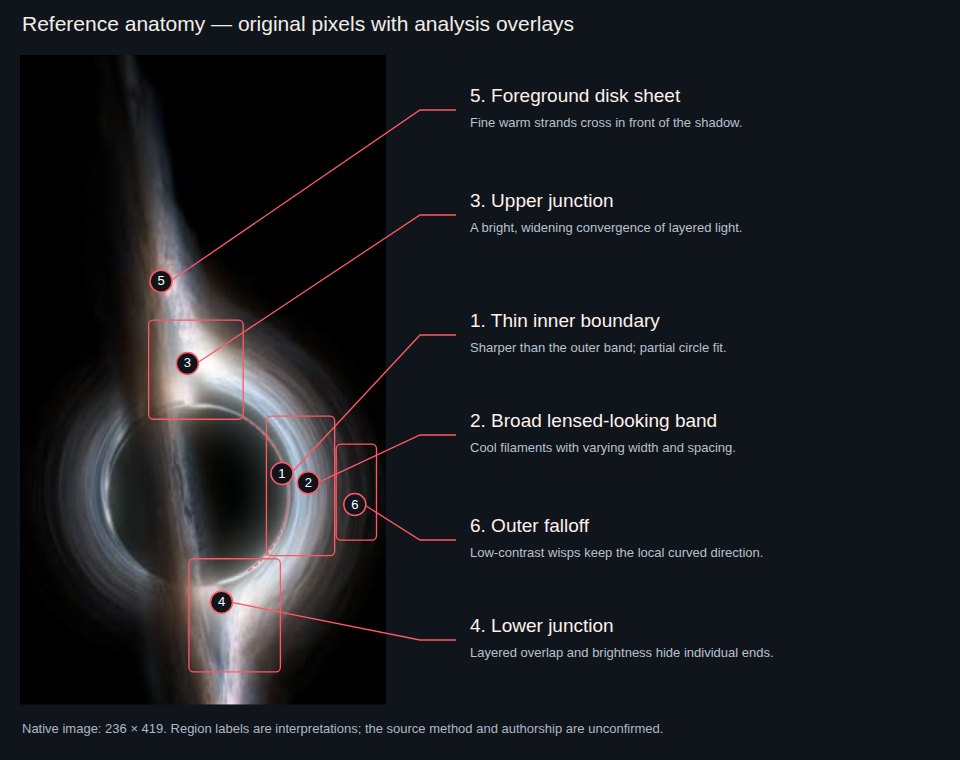 Reference anatomy — original pixels with analysis overlays
5. Foreground disk sheet
Fine warm strands cross in front of the shadow.
3. Upper junction
A bright, widening convergence of layered light.
1. Thin inner boundary
Sharper than the outer band; partial circle fit.
2. Broad lensed-looking band
Cool filaments with varying width and spacing.
6. Outer falloff
Low-contrast wisps keep the local curved direction.
4. Lower junction
Layered overlap and brightness hide individual ends.
5
3
1
2
6
4
Native image: 236 × 419. Region labels are interpretations; the source method and authorship are unconfirmed.